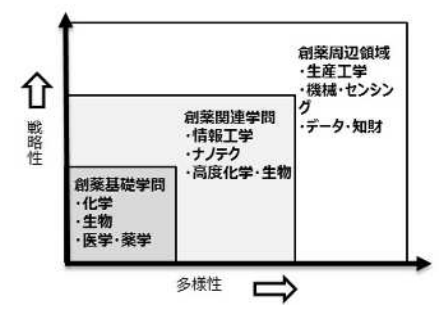 創薬周辺領域
・生産工学
・機械・センシン
グ
・データ・知財
創薬関連学問
・情報工学
・ナノテク
・高度化学・生物
創薬基礎学問
・化学
・生物
・医学・薬学
戦略性
多様性